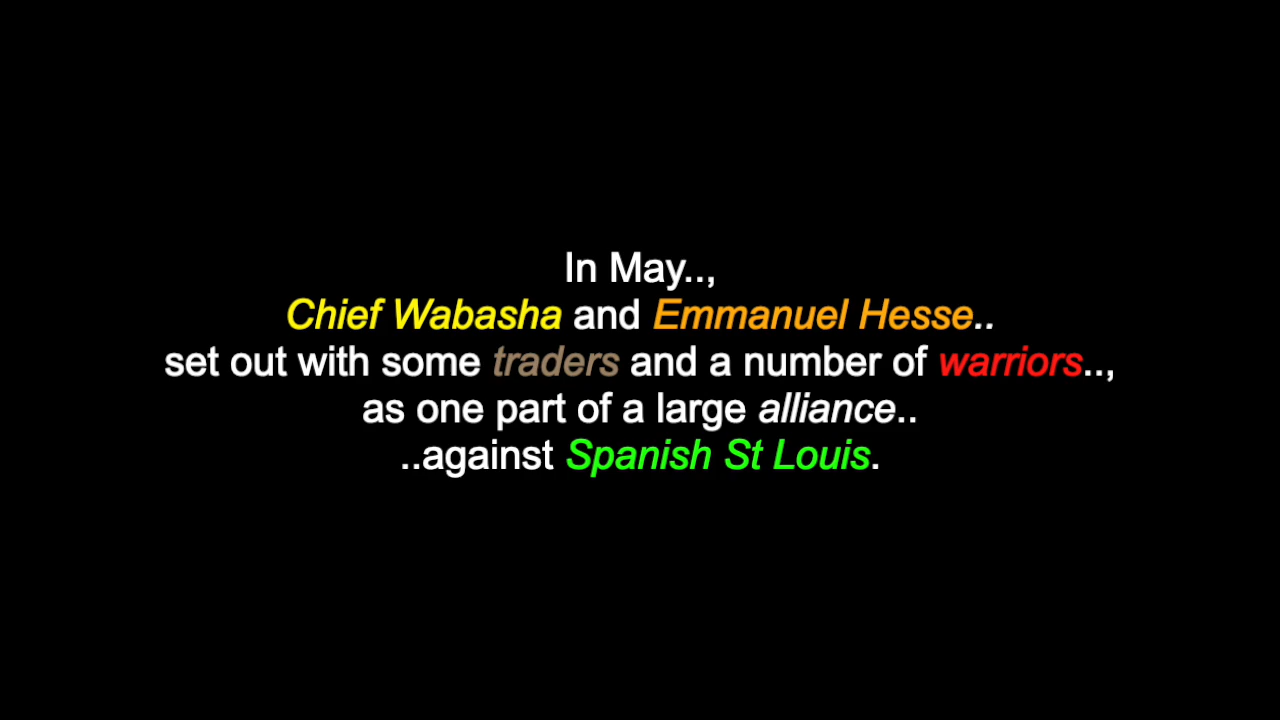 In May..,
Chief Wabasha and Emmanuel Hesse..
set out with some traders and a number of warriors..,
as one part of a large alliance..
..against Spanish St Louis.